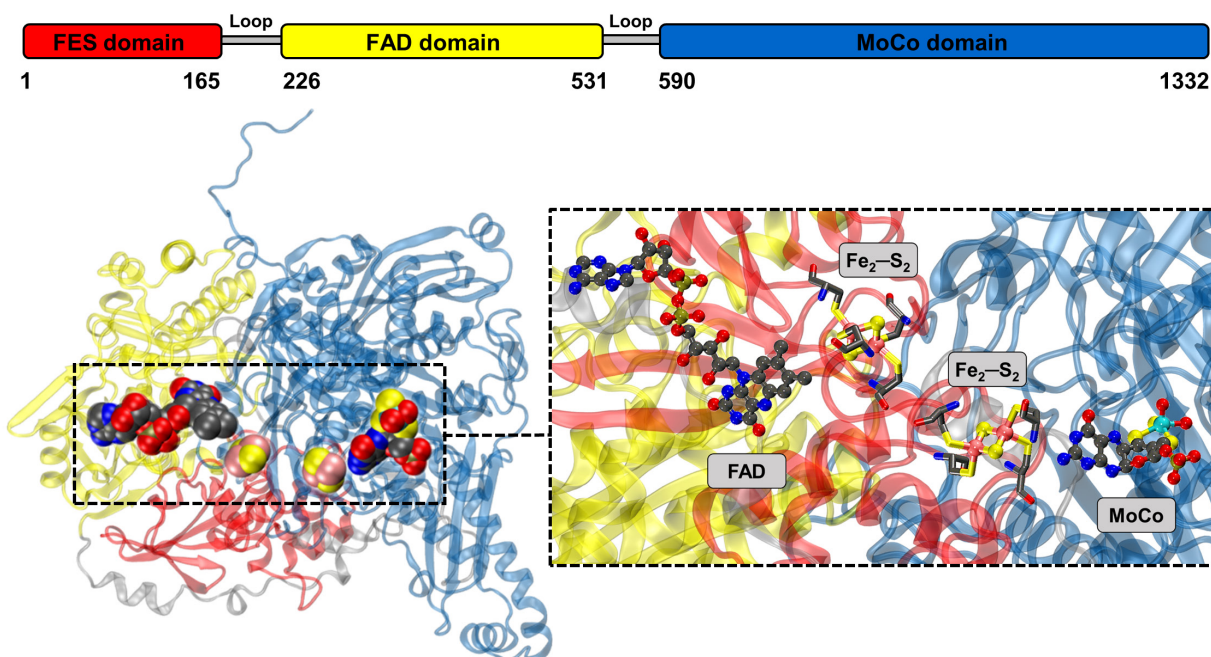 Loop Loop
FES domain FAD domain MoCo domain
1 165 226 531 590 1332
Fe₂—S₂
Fe₂—S₂
FAD
MoCo